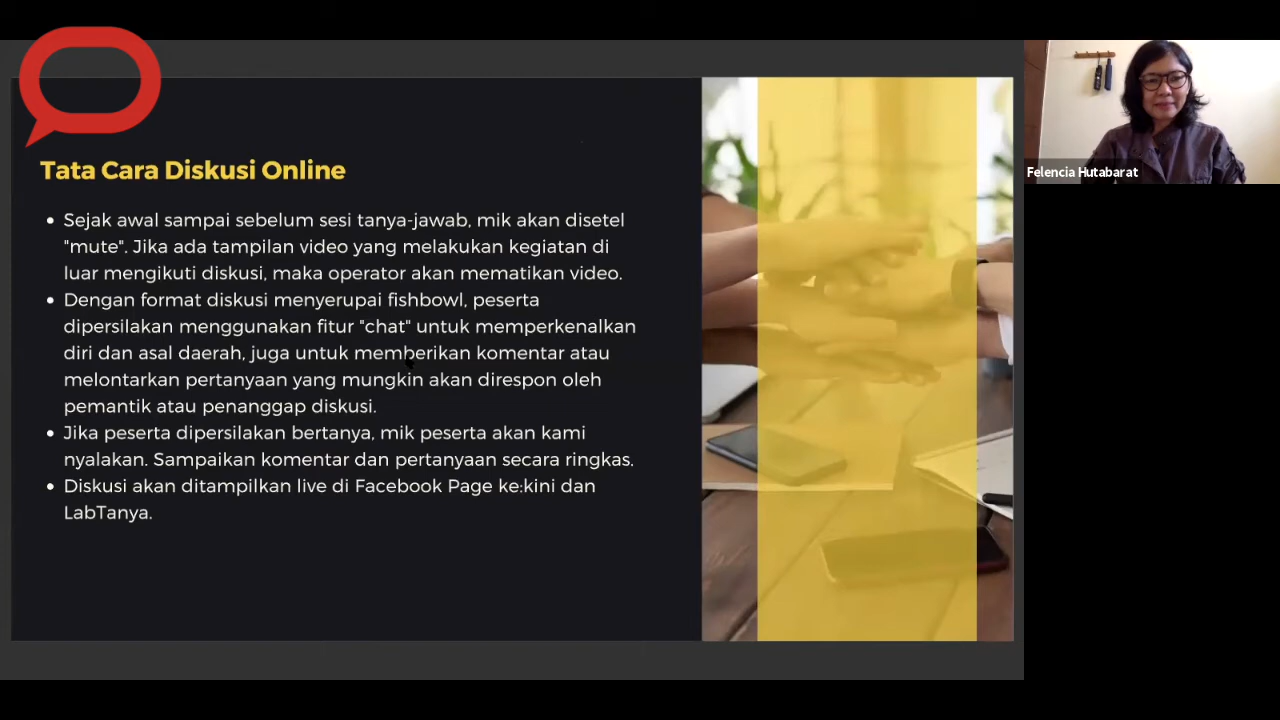 Tata Cara Diskusi Online
Felencia Hutabarat
• Sejak awal sampai sebelum sesi tanya-jawab, mik akan disetel
"mute". Jika ada tampilan video yang melakukan kegiatan di
luar mengikuti diskusi, maka operator akan mematikan video.
• Dengan format diskusi menyerupai fishbowl, peserta
dipersilakan menggunakan fitur "chat" untuk memperkenalkan
diri dan asal daerah, juga untuk memberikan komentar atau
melontarkan pertanyaan yang mungkin akan direspon oleh
pemantik atau penanggap diskusi.
• Jika peserta dipersilakan bertanya, mik peserta akan kami
nyalakan. Sampaikan komentar dan pertanyaan secara ringkas.
• Diskusi akan ditampilkan live di Facebook Page ke:kini dan
LabTanya.